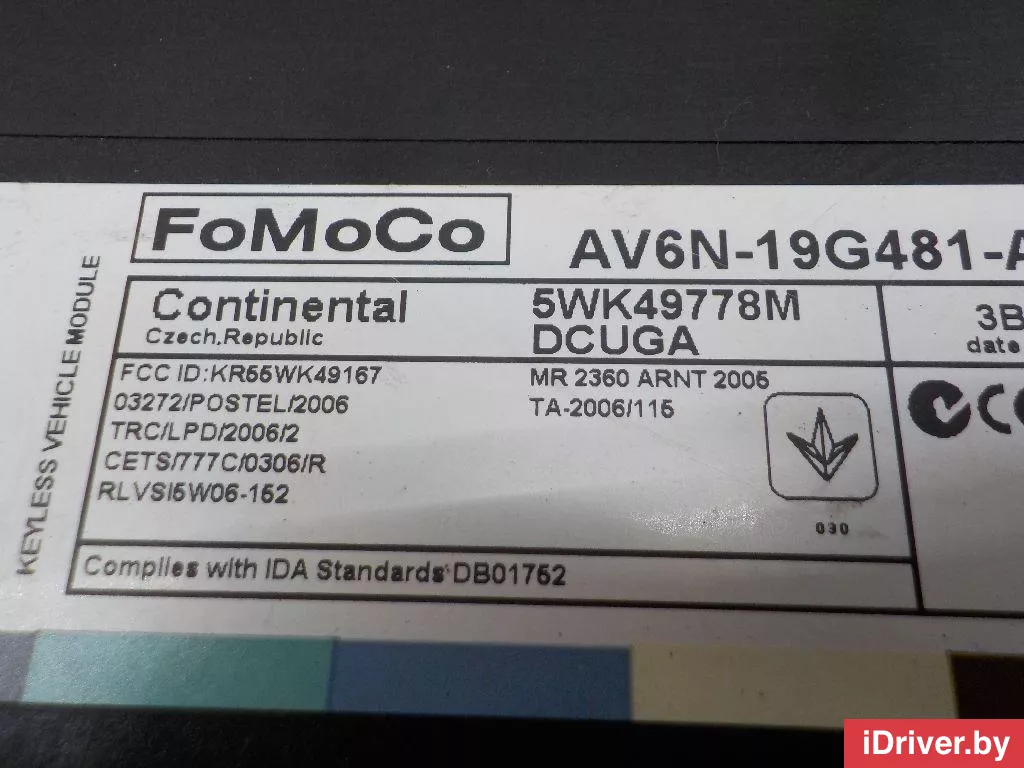 FoMoCo
AV6N-19G481-A
KEYLESS VEHICLE MODULE
Continental
Czech.Republic
5WK49778M
DCUGA
3B
date
FCC ID:KR55WK49167
03272/POSTEL/2006
TRC/LPD/2006/2
CETS/777C/0306/R
RLVSI5W06-152
MR 2360 ARNT 2005
TA-2006/115
CE
030
Complies with IDA Standards DB01752
iDriver.by